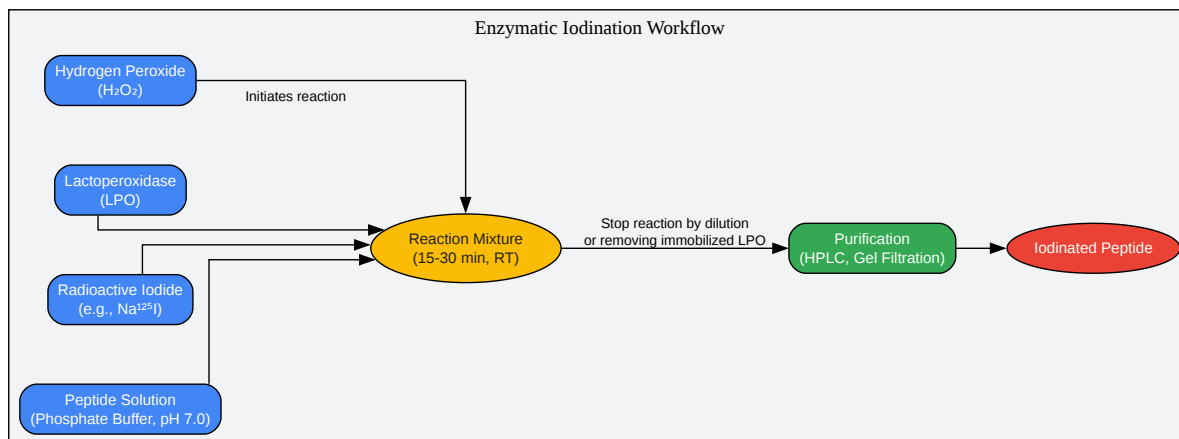 Enzymatic Iodination Workflow
Hydrogen Peroxide
(H₂O₂)
Initiates reaction
Lactoperoxidase
(LPO)
Radioactive Iodide
(e.g., Na¹²⁵I)
Peptide Solution
(Phosphate Buffer, pH 7.0)
Reaction Mixture
(15-30 min, RT)
Stop reaction by dilution
or removing immobilized LPO
Purification
(HPLC, Gel Filtration)
Iodinated Peptide